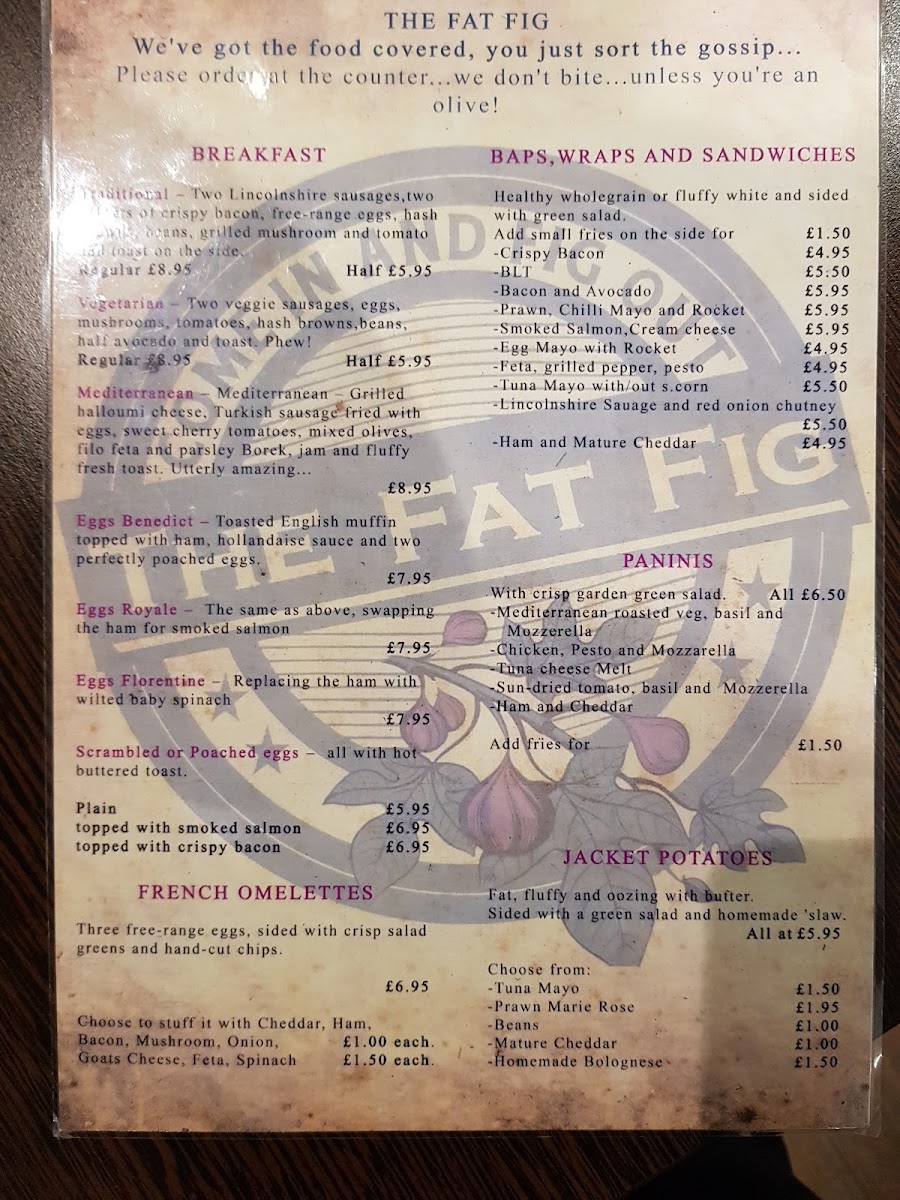 THE FAT FIG
We've got the food covered, you just sort the gossip...
Please order at the counter...we don't bite...unless you're an
olive!
BREAKFAST
Traditional – Two Lincolnshire sausages,two
of crispy bacon, free-range eggs, hash
beans, grilled mushroom and tomato
and toast on the side.
Regular £8.95 Half £5.95
Vegetarian – Two veggie sausages, eggs,
mushrooms, tomatoes, hash browns,beans,
half avocado and toast. Phew!
Regular £8.95 Half £5.95
Mediterranean – Mediterranean – Grilled
halloumi cheese, Turkish sausage fried with
eggs, sweet cherry tomatoes, mixed olives,
filo feta and parsley Borek, jam and fluffy
fresh toast. Utterly amazing...
£8.95
Eggs Benedict – Toasted English muffin
topped with ham, hollandaise sauce and two
perfectly poached eggs.
£7.95
Eggs Royale – The same as above, swapping
the ham for smoked salmon
£7.95
Eggs Florentine – Replacing the ham with
wilted baby spinach
£7.95
Scrambled or Poached eggs – all with hot
buttered toast.
Plain £5.95
topped with smoked salmon £6.95
topped with crispy bacon £6.95
FRENCH OMELETTES
Three free-range eggs, sided with crisp salad
greens and hand-cut chips.
£6.95
Choose to stuff it with Cheddar, Ham,
Bacon, Mushroom, Onion, £1.00 each.
Goats Cheese, Feta, Spinach £1.50 each.
BAPS,WRAPS AND SANDWICHES
Healthy wholegrain or fluffy white and sided
with green salad.
Add small fries on the side for £1.50
-Crispy Bacon £4.95
-BLT £5.50
-Bacon and Avocado £5.95
-Prawn, Chilli Mayo and Rocket £5.95
-Smoked Salmon,Cream cheese £5.95
-Egg Mayo with Rocket £4.95
-Feta, grilled pepper, pesto £4.95
-Tuna Mayo with/out s.corn £5.50
-Lincolnshire Sauage and red onion chutney
£5.50
-Ham and Mature Cheddar £4.95
PANINIS
With crisp garden green salad. All £6.50
-Mediterranean roasted veg, basil and
Mozzerella
-Chicken, Pesto and Mozzarella
-Tuna cheese Melt
-Sun-dried tomato, basil and Mozzerella
-Ham and Cheddar
Add fries for £1.50
JACKET POTATOES
Fat, fluffy and oozing with butter.
Sided with a green salad and homemade 'slaw.
All at £5.95
Choose from:
-Tuna Mayo £1.50
-Prawn Marie Rose £1.95
-Beans £1.00
-Mature Cheddar £1.00
-Homemade Bolognese £1.50
AND FIG OUT
THE FAT FIG